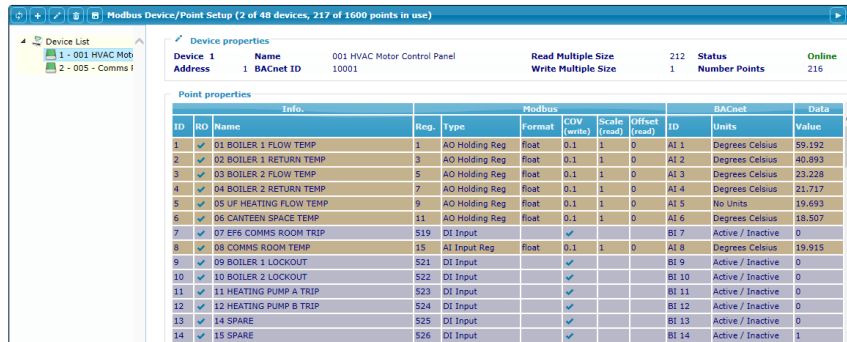 Modbus Device/Point Setup (2 of 48 devices, 217 of 1600 points in use)
Device List
1 - 001 HVAC Mot
2 - 005 - Comms
Device properties
Device 1 Name 001 HVAC Motor Control Panel Read Multiple Size 212 Status Online
Address 1 BACnet ID 10001 Write Multiple Size 1 Number Points 216
Point properties
Info. Modbus BACnet Data
ID RO Name Reg. Type Format COV (write) Scale (read) Offset (read) ID Units Value
1 01 BOILER 1 FLOW TEMP 1 AO Holding Reg float 0.1 1 0 AI 1 Degrees Celsius 59.192
2 02 BOILER 1 RETURN TEMP 3 AO Holding Reg float 0.1 1 0 AI 2 Degrees Celsius 40.893
3 03 BOILER 2 FLOW TEMP 5 AO Holding Reg float 0.1 1 0 AI 3 Degrees Celsius 23.228
4 04 BOILER 2 RETURN TEMP 7 AO Holding Reg float 0.1 1 0 AI 4 Degrees Celsius 21.717
5 05 UF HEATING FLOW TEMP 9 AO Holding Reg float 0.1 1 0 AI 5 No Units 19.693
6 06 CANTEEN SPACE TEMP 11 AO Holding Reg float 0.1 1 0 AI 6 Degrees Celsius 18.507
7 07 EF6 COMMS ROOM TRIP 519 DI Input BI 7 Active / Inactive 0
8 08 COMMS ROOM TEMP 15 AI Input Reg float 0.1 1 0 AI 8 Degrees Celsius 19.915
9 09 BOILER 1 LOCKOUT 521 DI Input BI 9 Active / Inactive 0
10 10 BOILER 2 LOCKOUT 522 DI Input BI 10 Active / Inactive 0
11 11 HEATING PUMP A TRIP 523 DI Input BI 11 Active / Inactive 0
12 12 HEATING PUMP B TRIP 524 DI Input BI 12 Active / Inactive 0
13 14 SPARE 525 DI Input BI 13 Active / Inactive 0
14 15 SPARE 526 DI Input BI 14 Active / Inactive 1